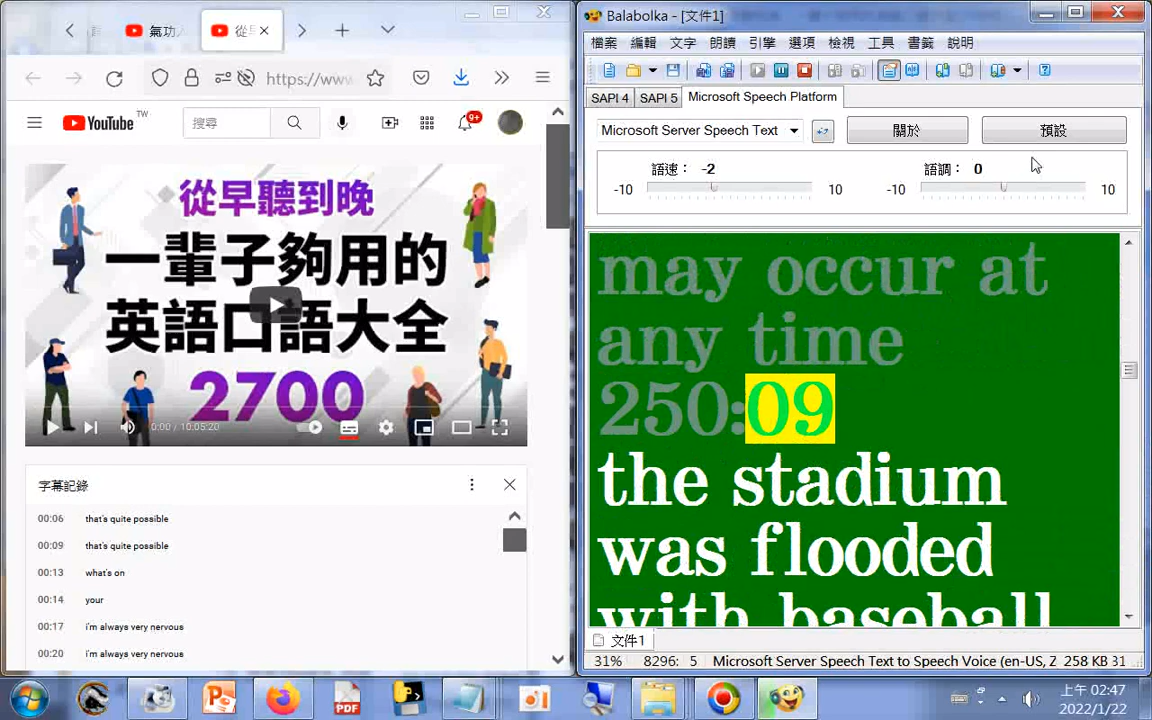 氣功人
從
https://www
YouTube TW
搜尋
9+
從早聽到晚
一輩子夠用的
英語口語大全
2700
0:00 / 10:05:20
字幕記錄
00:06 that's quite possible
00:09 that's quite possible
00:13 what's on
00:14 your
00:17 i'm always very nervous
00:20 i'm always very nervous
Balabolka - [文件1]
檔案 編輯 文字 朗讀 引擎 選項 檢視 工具 書籤 說明
SAPI 4 SAPI 5 Microsoft Speech Platform
Microsoft Server Speech Text 關於 預設
語速： -2 語調： 0
-10 10 -10 10
may occur at
any time
250:09
the stadium
was flooded
with baseball
文件1
31% 8296: 5 Microsoft Server Speech Text to Speech Voice (en-US, Z 258 KB 31
PDF
上午 02:47
2022/1/22